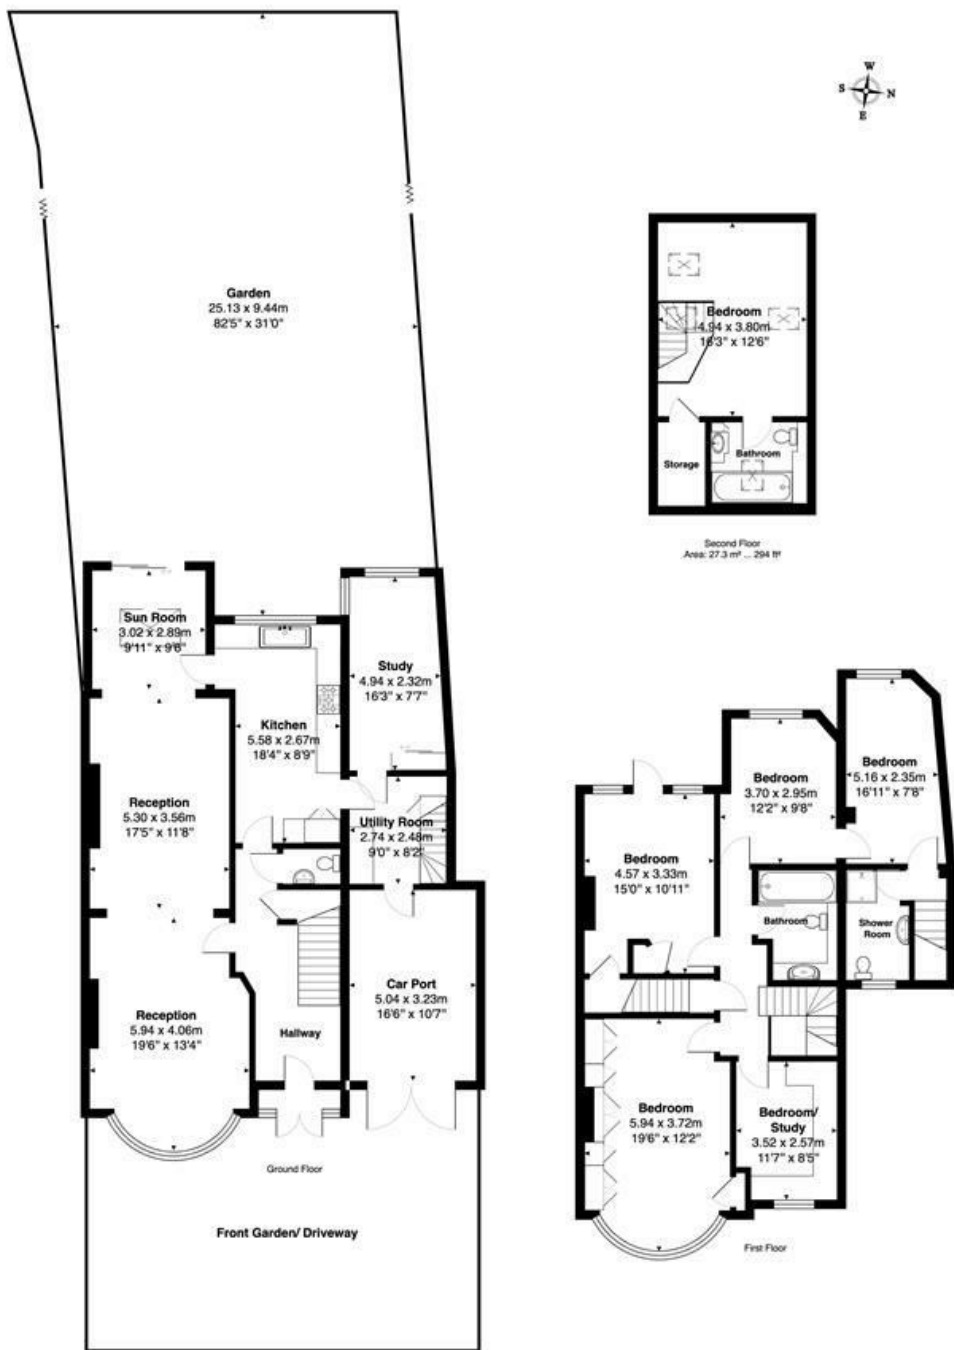 W
S
N
E
Garden
25.13 x 9.44m
82'5" x 31'0"
Bedroom
4.94 x 3.80m
16'3" x 12'6"
Storage
Bathroom
Second Floor
Area: 27.3 m² ... 294 ft²
Sun Room
3.02 x 2.89m
9'11" x 9'6"
Study
4.94 x 2.32m
16'3" x 7'7"
Kitchen
5.58 x 2.67m
18'4" x 8'9"
Reception
5.30 x 3.56m
17'5" x 11'8"
Utility Room
2.74 x 2.48m
9'0" x 8'2"
Reception
5.94 x 4.06m
19'6" x 13'4"
Hallway
Car Port
5.04 x 3.23m
16'6" x 10'7"
Ground Floor
Front Garden/ Driveway
Bedroom
5.16 x 2.35m
16'11" x 7'8"
Bedroom
3.70 x 2.95m
12'2" x 9'8"
Bedroom
4.57 x 3.33m
15'0" x 10'11"
Bathroom
Shower
Room
Bedroom
5.94 x 3.72m
19'6" x 12'2"
Bedroom/
Study
3.52 x 2.57m
11'7" x 8'5"
First Floor